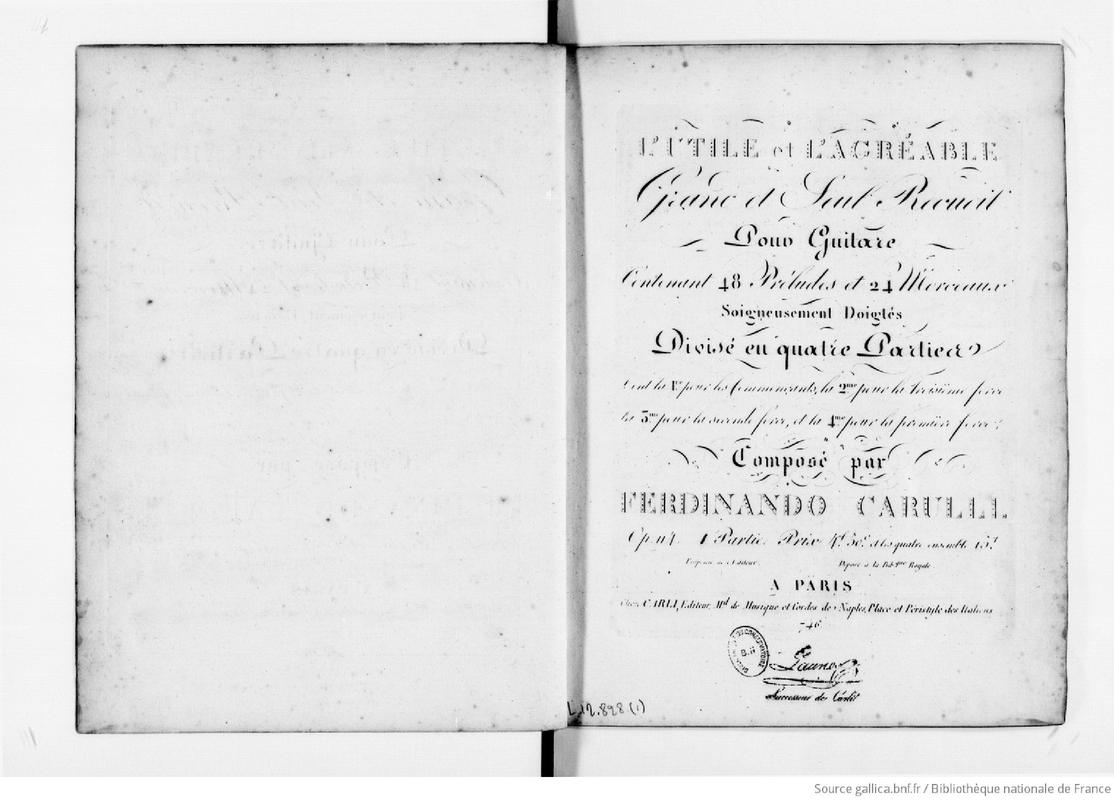 L'UTILE et L'AGRÉABLE
Grand et Seul Recueil
Pour Guitare
Contenant 48 Préludes et 24 Morceaux
Soigneusement Doigtés
Divisé en quatre Parties
Dont la 1re pour les Commençants, la 2me pour la troisième force
la 3me pour la seconde force, et la 4me pour la première force
Composé par
FERDINANDO CARULLI.
Op. 114. 1 Partie. Prix 4f 50c et les quatre ensemble 15f
Propriété de l'Editeur. Déposé à la Bibque Royale
A PARIS
Chez CARLI, Editeur, Md de Musique et Cordes de Naples, Place et Péristyle des Italiens
746
B.N
Launer
Successeur de Carli
L.12.828 (1)
Source gallica.bnf.fr / Bibliothèque nationale de France